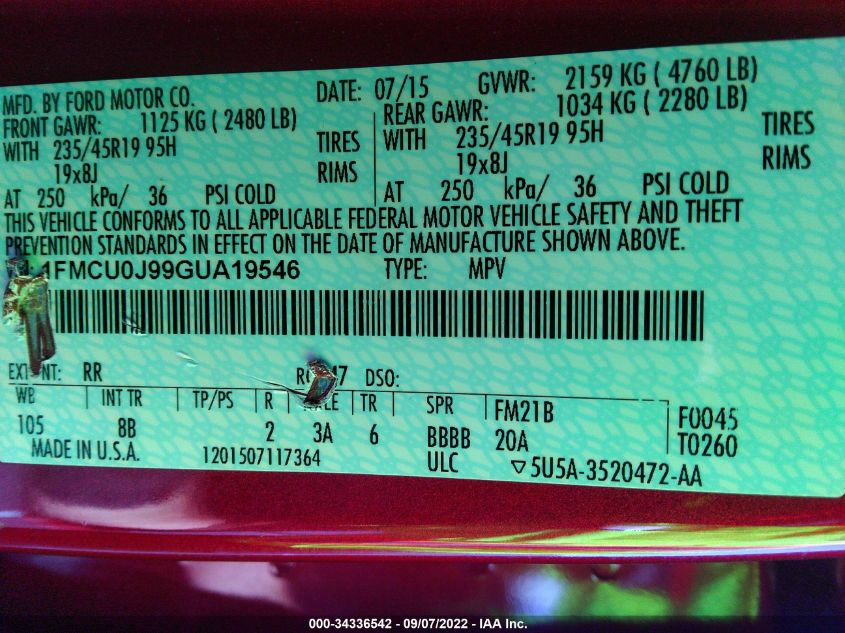 MFD. BY FORD MOTOR CO. DATE: 07/15 GVWR: 2159 KG ( 4760 LB)
FRONT GAWR: 1125 KG ( 2480 LB) REAR GAWR: 1034 KG ( 2280 LB)
WITH 235/45R19 95H TIRES WITH 235/45R19 95H TIRES
19x8J RIMS 19x8J RIMS
AT 250 kPa/ 36 PSI COLD AT 250 kPa/ 36 PSI COLD
THIS VEHICLE CONFORMS TO ALL APPLICABLE FEDERAL MOTOR VEHICLE SAFETY AND THEFT
PREVENTION STANDARDS IN EFFECT ON THE DATE OF MANUFACTURE SHOWN ABOVE.
1FMCU0J99GUA19546 TYPE: MPV
RR DSO:
WB INT TR TP/PS R TR SPR FM21B F0045
105 8B 2 3A 6 BBBB 20A T0260
MADE IN U.S.A. 1201507117364 ULC ▽5U5A-3520472-AA
000-34336542 - 09/07/2022 - IAA Inc.